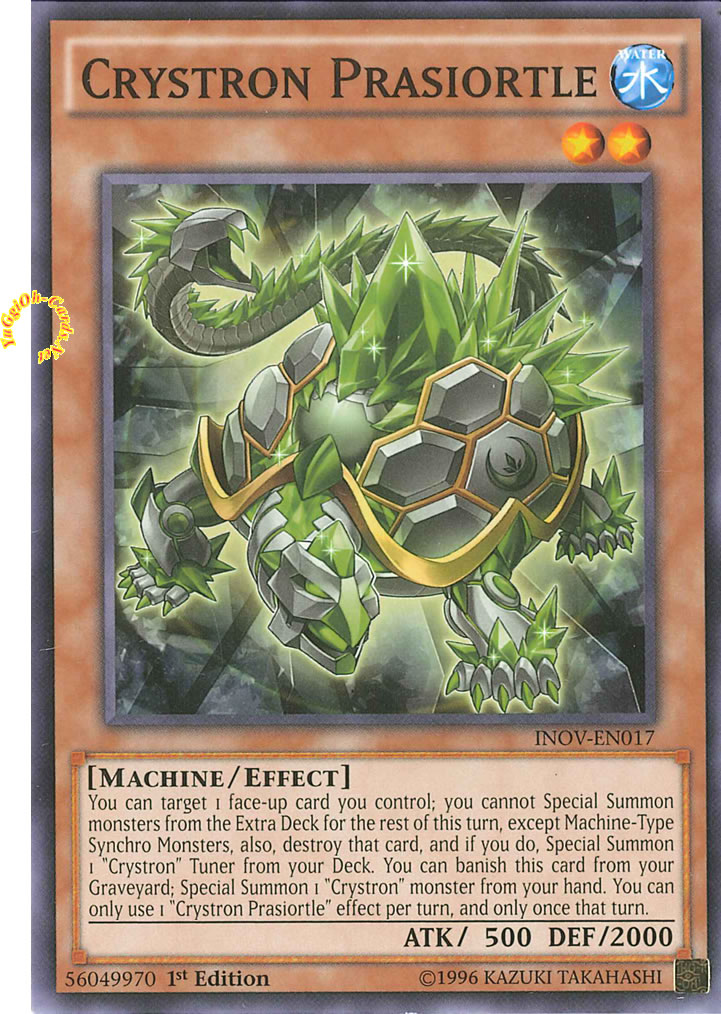 CRYSTRON PRASIORTLE
WATER
水
YuGgiOh-Cards.Net
INOV-EN017
[MACHINE/EFFECT]
You can target 1 face-up card you control; you cannot Special Summon
monsters from the Extra Deck for the rest of this turn, except Machine-Type
Synchro Monsters, also, destroy that card, and if you do, Special Summon
1 "Crystron" Tuner from your Deck. You can banish this card from your
Graveyard; Special Summon 1 "Crystron" monster from your hand. You can
only use 1 "Crystron Prasiortle" effect per turn, and only once that turn.
ATK/ 500 DEF/2000
56049970 1st Edition ©1996 KAZUKI TAKAHASHI